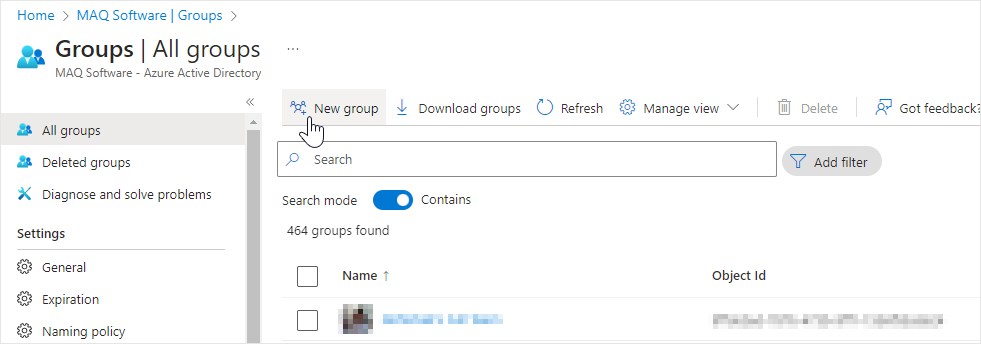 Home > MAQ Software | Groups >
Groups | All groups ...
MAQ Software - Azure Active Directory
«
All groups
Deleted groups
Diagnose and solve problems
Settings
General
Expiration
Naming policy
New group Download groups Refresh Manage view Delete Got feedback?
Search Add filter
Search mode Contains
464 groups found
Name ↑ Object Id